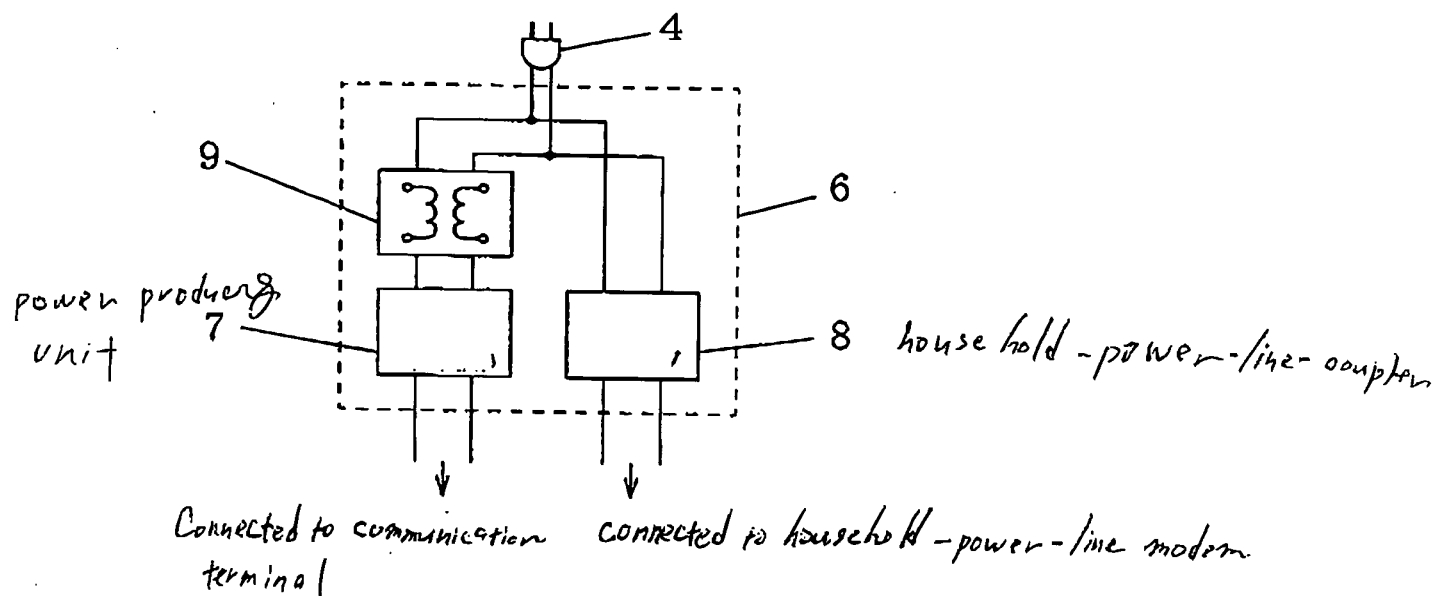 4
9
6
power producing
7
unit
8 household-power-line-coupler
Connected to communication connected to household-power-line modem
terminal